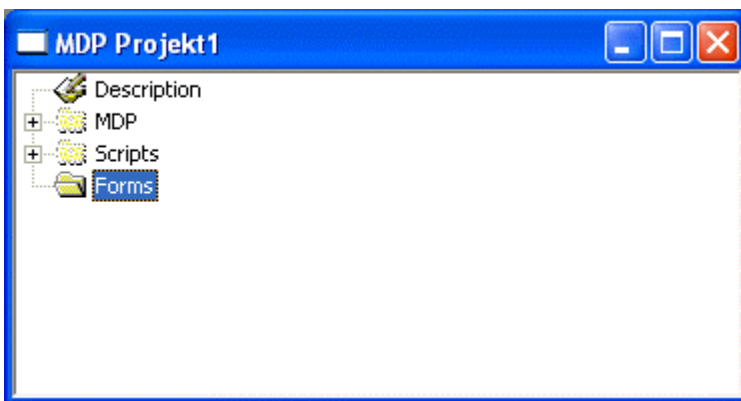 MDP Projekt1
Description
MDP
Scripts
Forms